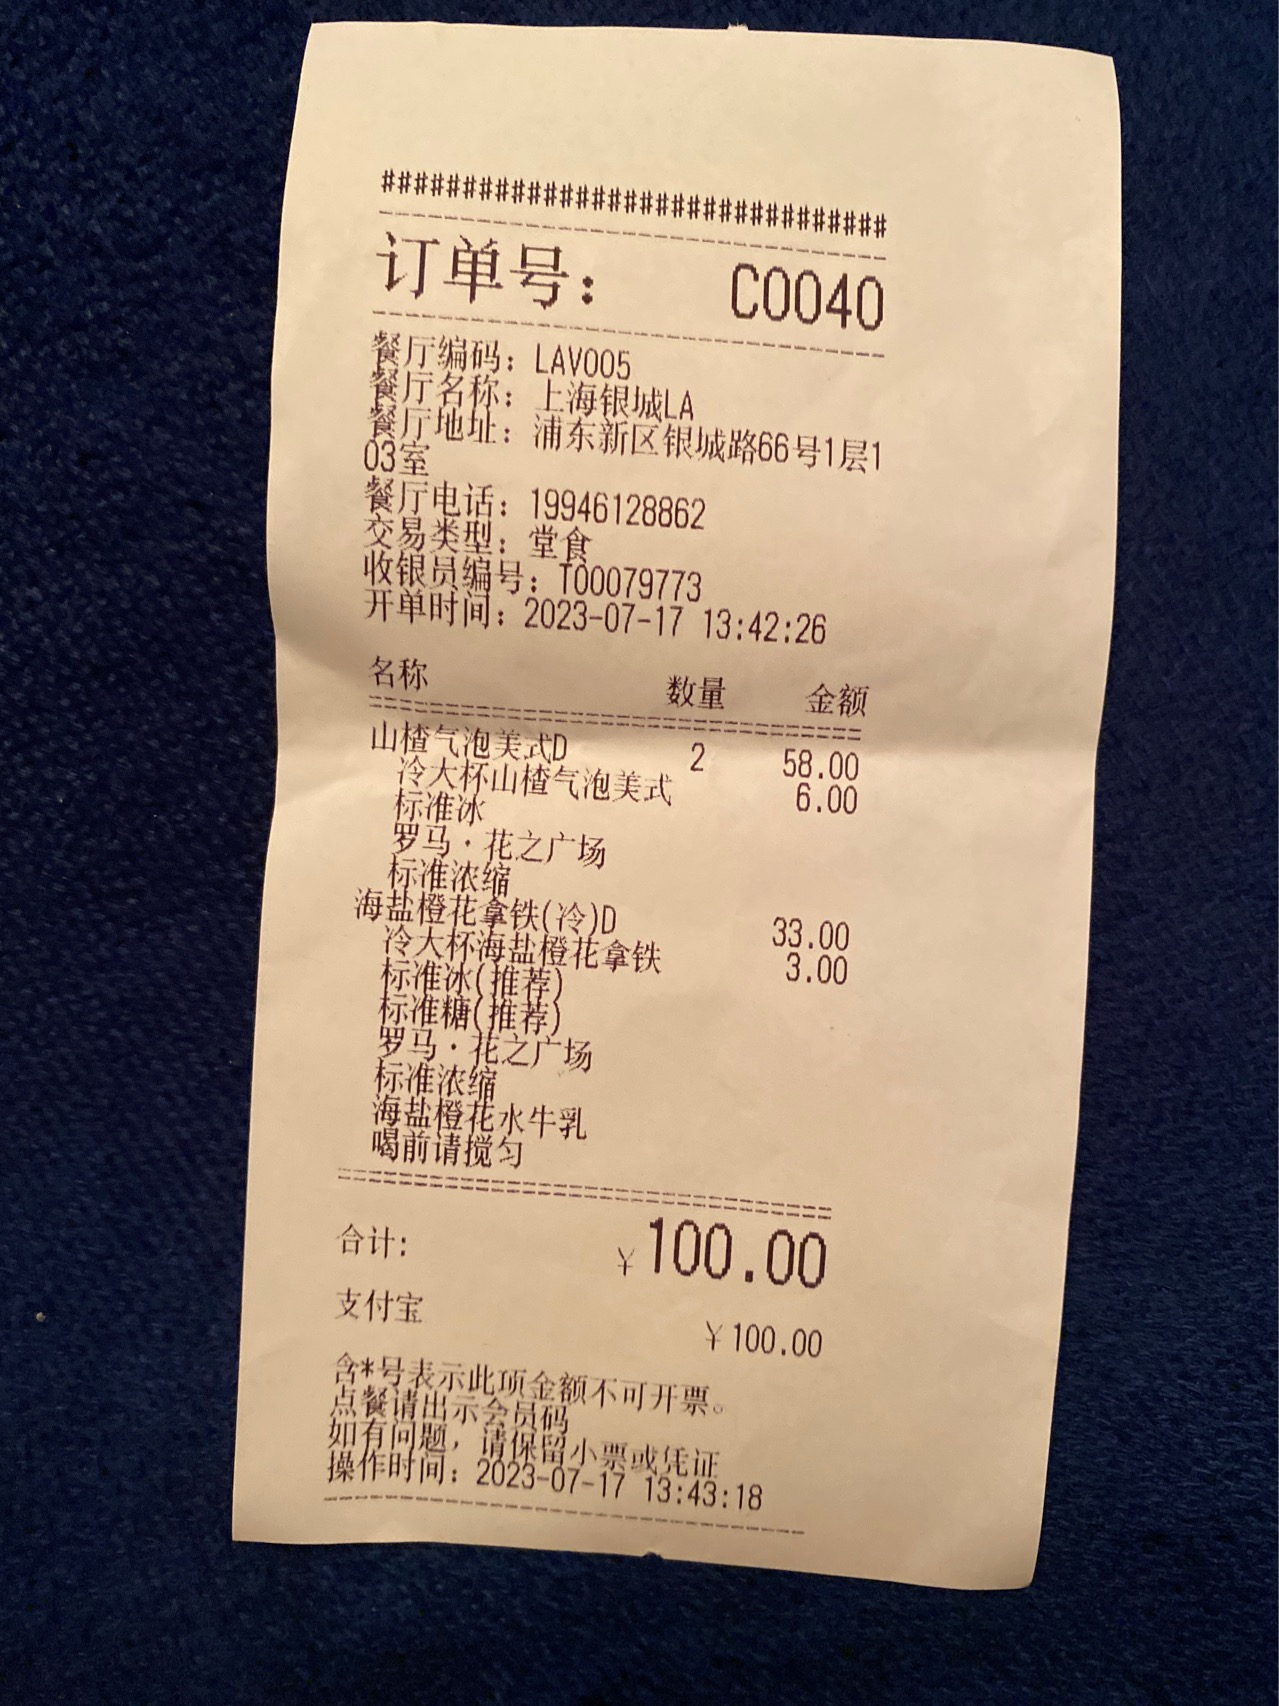 ################################
订单号: C0040
餐厅编码: LAV005
餐厅名称: 上海银城LA
餐厅地址: 浦东新区银城路66号1层1
03室
餐厅电话: 19946128862
交易类型: 堂食
收银员编号: T00079773
开单时间: 2023-07-17 13:42:26
名称 数量 金额
山楂气泡美式D 2 58.00
冷大杯山楂气泡美式 6.00
标准冰
罗马·花之广场
标准浓缩
海盐橙花拿铁(冷)D 33.00
冷大杯海盐橙花拿铁 3.00
标准冰(推荐)
标准糖(推荐)
罗马·花之广场
标准浓缩
海盐橙花水牛乳
喝前请搅匀
合计: ¥100.00
支付宝 ¥100.00
含*号表示此项金额不可开票。
点餐请出示会员码
如有问题，请保留小票或凭证
操作时间: 2023-07-17 13:43:18